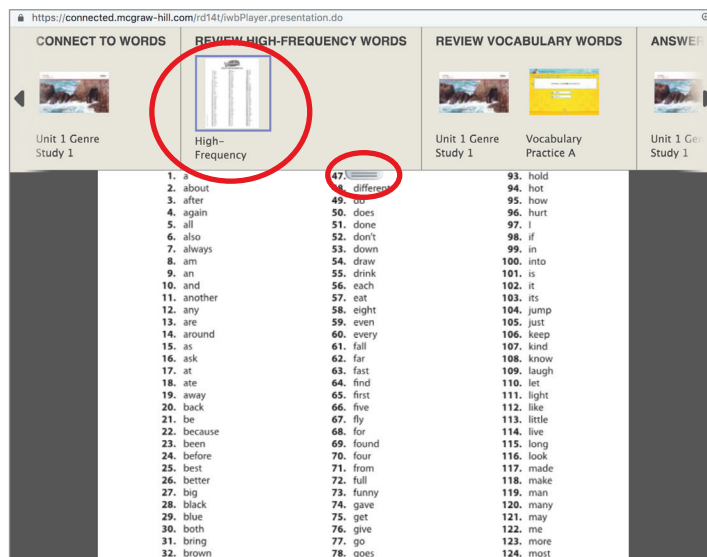 https://connected.mcgraw-hill.com/rd14t/iwbPlayer.presentation.do
CONNECT TO WORDS
REVIEW HIGH-FREQUENCY WORDS
REVIEW VOCABULARY WORDS
ANSWER
Unit 1 Genre
Study 1
High-
Frequency
Unit 1 Genre
Study 1
Vocabulary
Practice A
Unit 1 Gen
Study 1
1. a
2. about
3. after
4. again
5. all
6. also
7. always
8. am
9. an
10. and
11. another
12. any
13. are
14. around
15. as
16. ask
17. at
18. ate
19. away
20. back
21. be
22. because
23. been
24. before
25. best
26. better
27. big
28. black
29. blue
30. both
31. bring
32. brown
47.
48. different
49. do
50. does
51. done
52. don't
53. down
54. draw
55. drink
56. each
57. eat
58. eight
59. even
60. every
61. fall
62. far
63. fast
64. find
65. first
66. five
67. fly
68. for
69. found
70. four
71. from
72. full
73. funny
74. gave
75. get
76. give
77. go
78. goes
93. hold
94. hot
95. how
96. hurt
97. I
98. if
99. in
100. into
101. is
102. it
103. its
104. jump
105. just
106. keep
107. kind
108. know
109. laugh
110. let
111. light
112. like
113. little
114. live
115. long
116. look
117. made
118. make
119. man
120. many
121. may
122. me
123. more
124. most